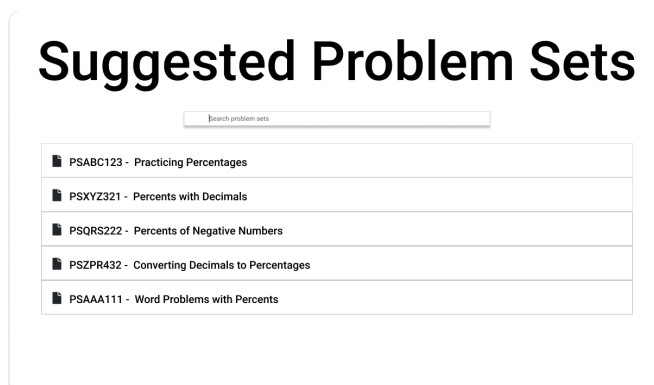 Suggested Problem Sets
Search problem sets
PSABC123 - Practicing Percentages
PSXYZ321 - Percents with Decimals
PSQRS222 - Percents of Negative Numbers
PSZPR432 - Converting Decimals to Percentages
PSAAA111 - Word Problems with Percents